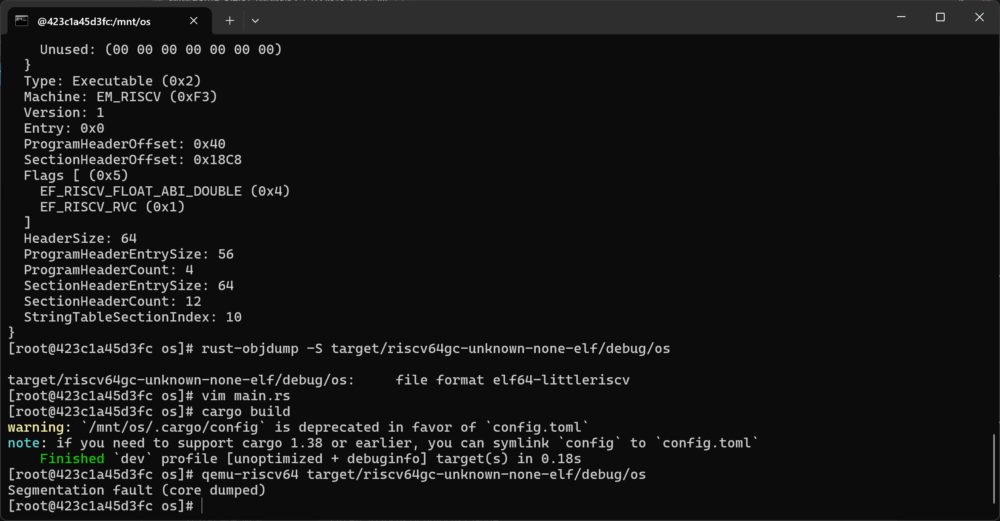 @423c1a45d3fc:/mnt/os
    Unused: (00 00 00 00 00 00 00)
  }
  Type: Executable (0x2)
  Machine: EM_RISCV (0xF3)
  Version: 1
  Entry: 0x0
  ProgramHeaderOffset: 0x40
  SectionHeaderOffset: 0x18C8
  Flags [ (0x5)
    EF_RISCV_FLOAT_ABI_DOUBLE (0x4)
    EF_RISCV_RVC (0x1)
  ]
  HeaderSize: 64
  ProgramHeaderEntrySize: 56
  ProgramHeaderCount: 4
  SectionHeaderEntrySize: 64
  SectionHeaderCount: 12
  StringTableSectionIndex: 10
}
[root@423c1a45d3fc os]# rust-objdump -S target/riscv64gc-unknown-none-elf/debug/os

target/riscv64gc-unknown-none-elf/debug/os:     file format elf64-littleriscv
[root@423c1a45d3fc os]# vim main.rs
[root@423c1a45d3fc os]# cargo build
warning: `/mnt/os/.cargo/config` is deprecated in favor of `config.toml`
note: if you need to support cargo 1.38 or earlier, you can symlink `config` to `config.toml`
    Finished `dev` profile [unoptimized + debuginfo] target(s) in 0.18s
[root@423c1a45d3fc os]# qemu-riscv64 target/riscv64gc-unknown-none-elf/debug/os
Segmentation fault (core dumped)
[root@423c1a45d3fc os]#